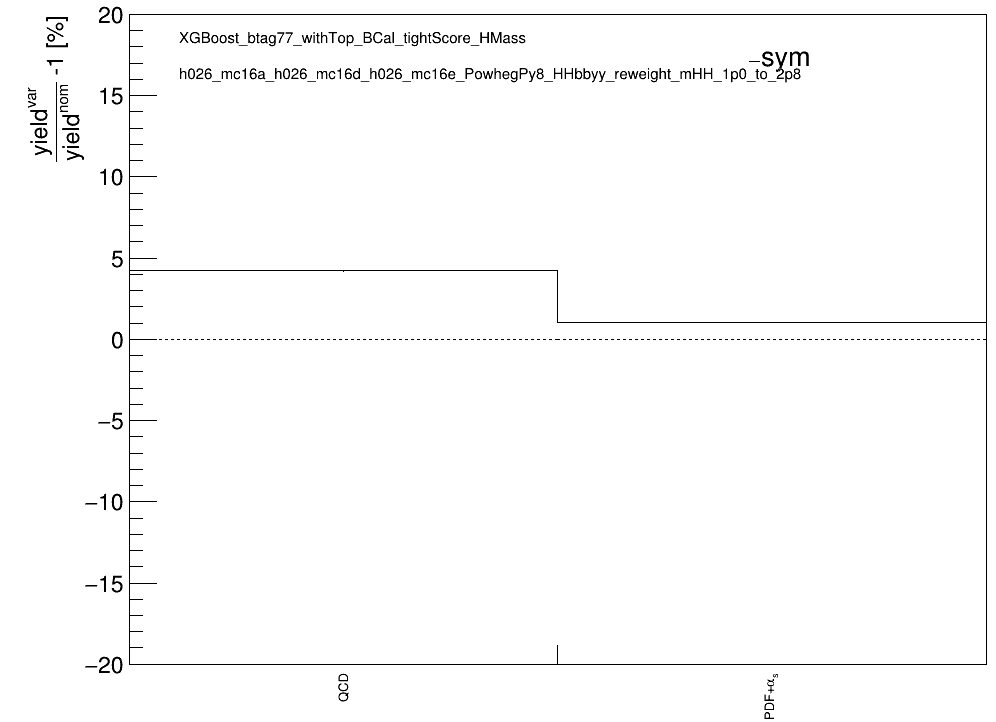 yield^var
yield^nom -1 [%]
XGBoost_btag77_withTop_BCal_tightScore_HMass
sym
h026_mc16a_h026_mc16d_h026_mc16e_PowhegPy8_HHbbyy_reweight_mHH_1p0_to_2p8
20
15
10
5
0
−5
−10
−15
−20
QCD
PDF+α_s